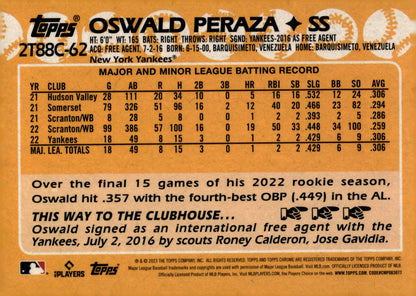 Topps
2T88C-62
OSWALD PERAZA ✦ SS
HT: 6'0" WT: 165 BATS: RIGHT THROWS: RIGHT SGND: YANKEES-2016 AS FREE AGENT
ACQ: FREE AGENT, 7-2-16 BORN: 6-15-00, BARQUISIMETO, VENEZUELA HOME: BARQUISIMETO, VENEZUELA
New York Yankees®
MAJOR AND MINOR LEAGUE BATTING RECORD
YR CLUB G AB R H 2B 3B HR RBI SB SLG BB SO AVG
21 Hudson Valley 28 111 20 34 10 0 5 16 16 .532 12 24 .306
21 Somerset 79 326 51 96 16 2 12 40 20 .466 23 82 .294
21 Scranton/WB 8 28 5 8 0 0 1 2 2 .393 2 5 .286
22 Scranton/WB 99 386 57 100 16 0 19 50 33 .448 34 100 .259
22 Yankees 18 49 8 15 3 0 1 2 2 .429 6 9 .306
MAJ. LEA. TOTALS 18 49 8 15 3 0 1 2 2 .429 6 9 .306
Over the final 15 games of his 2022 rookie season,
Oswald hit .357 with the fourth-best OBP (.449) in the AL.
THIS WAY TO THE CLUBHOUSE...
Oswald signed as an international free agent with the
Yankees, July 2, 2016 by scouts Roney Calderon, Jose Gavidia.
MLB PLAYERS
Topps